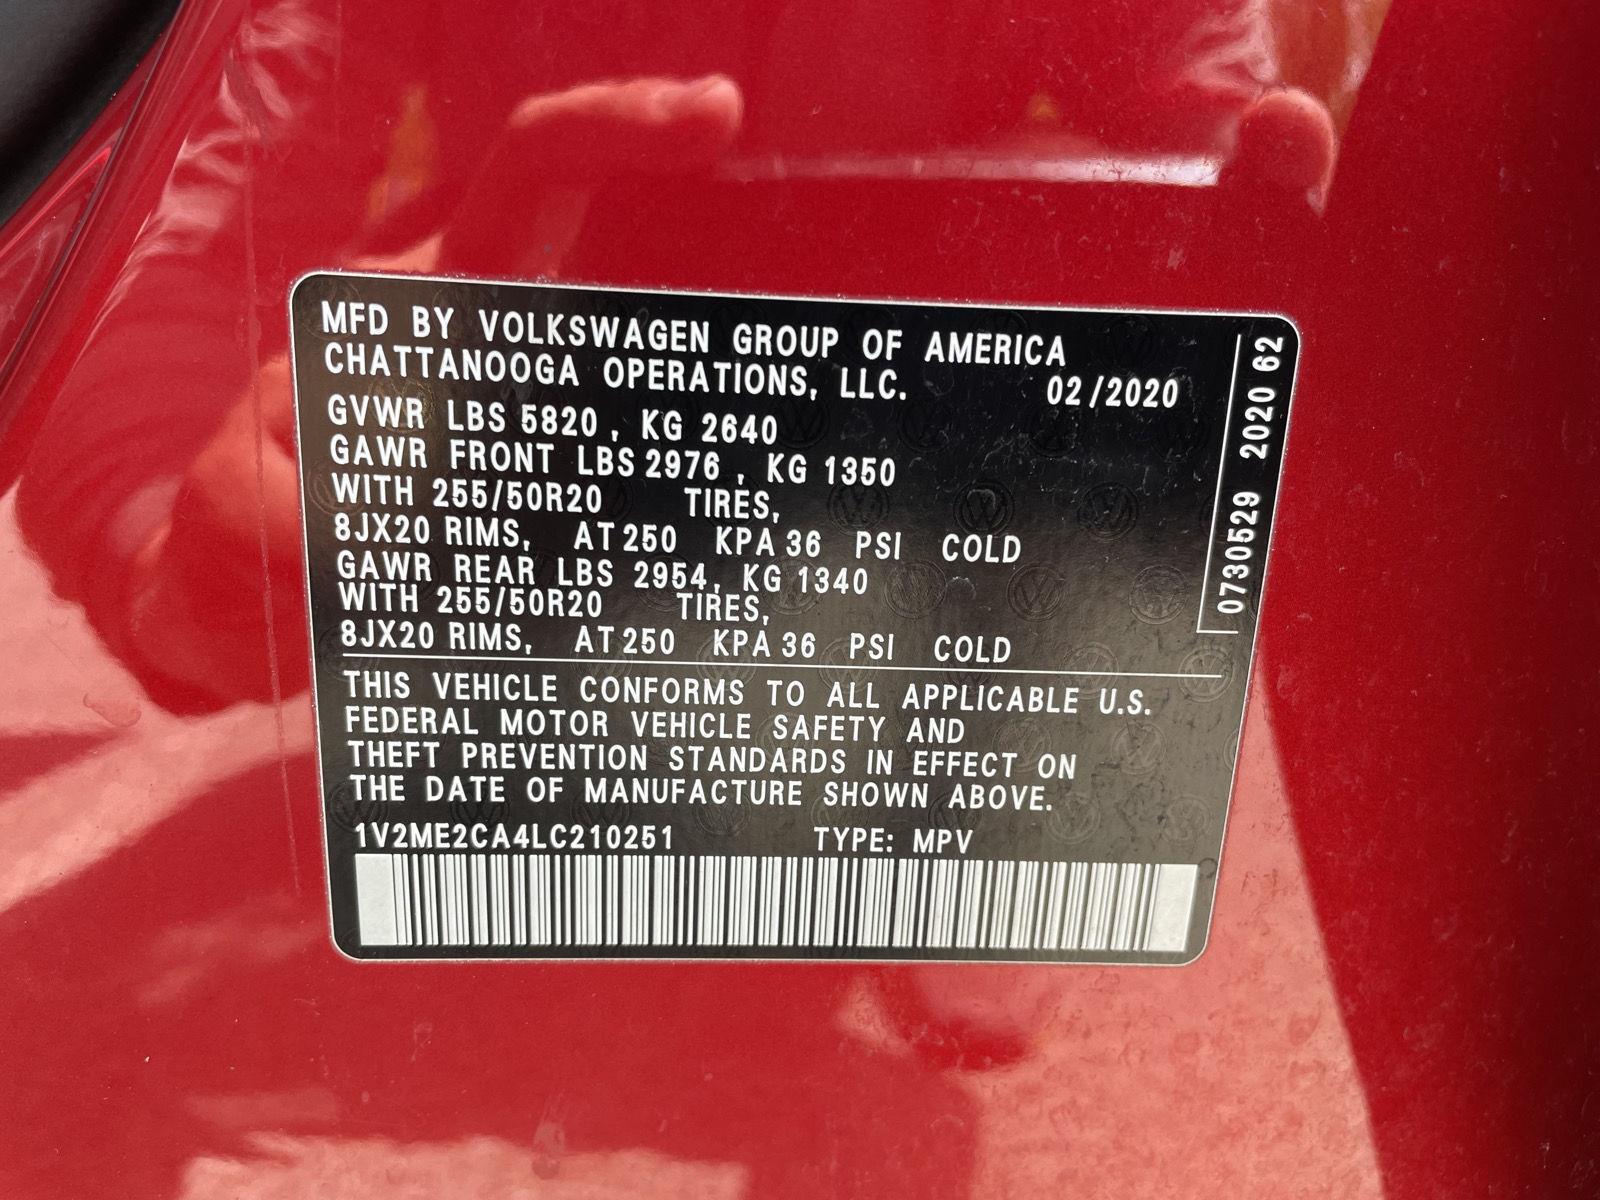 MFD BY VOLKSWAGEN GROUP OF AMERICA
CHATTANOOGA OPERATIONS, LLC. 02/2020
GVWR LBS 5820 , KG 2640
GAWR FRONT LBS 2976 , KG 1350
WITH 255/50R20 TIRES,
8JX20 RIMS, AT 250 KPA 36 PSI COLD
GAWR REAR LBS 2954, KG 1340
WITH 255/50R20 TIRES,
8JX20 RIMS, AT 250 KPA 36 PSI COLD
THIS VEHICLE CONFORMS TO ALL APPLICABLE U.S.
FEDERAL MOTOR VEHICLE SAFETY AND
THEFT PREVENTION STANDARDS IN EFFECT ON
THE DATE OF MANUFACTURE SHOWN ABOVE.
1V2ME2CA4LC210251 TYPE: MPV
0730529 2020 62